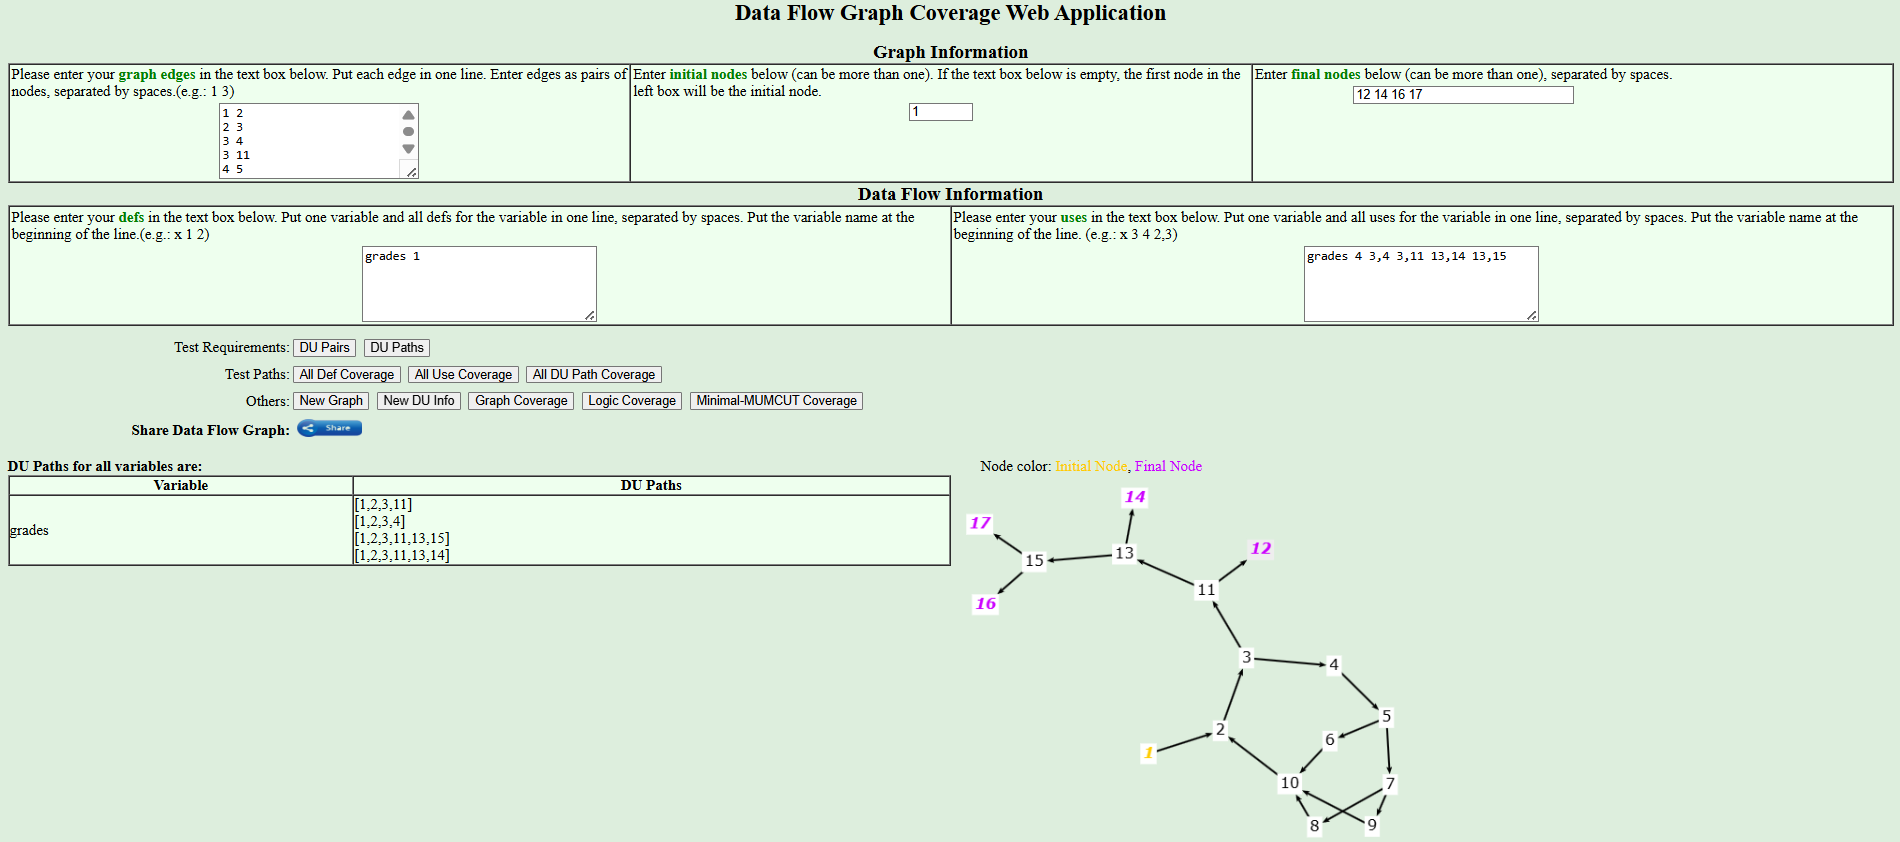 Data Flow Graph Coverage Web Application
Graph Information
Please enter your graph edges in the text box below. Put each edge in one line. Enter edges as pairs of
nodes, separated by spaces.(e.g.: 1 3)
1 2
2 3
3 4
3 11
4 5
Enter initial nodes below (can be more than one). If the text box below is empty, the first node in the
left box will be the initial node.
1
Enter final nodes below (can be more than one), separated by spaces.
12 14 16 17
Data Flow Information
Please enter your defs in the text box below. Put one variable and all defs for the variable in one line, separated by spaces. Put the variable name at the
beginning of the line.(e.g.: x 1 2)
grades 1
Please enter your uses in the text box below. Put one variable and all uses for the variable in one line, separated by spaces. Put the variable name at the
beginning of the line. (e.g.: x 3 4 2,3)
grades 4 3,4 3,11 13,14 13,15
Test Requirements: DU Pairs DU Paths
Test Paths: All Def Coverage All Use Coverage All DU Path Coverage
Others: New Graph New DU Info Graph Coverage Logic Coverage Minimal-MUMCUT Coverage
Share Data Flow Graph: Share
DU Paths for all variables are:
Variable DU Paths
grades
[1,2,3,11]
[1,2,3,4]
[1,2,3,11,13,15]
[1,2,3,11,13,14]
Node color: Initial Node, Final Node
14
17
12
13
15
11
16
3
4
5
2
6
1
10
7
8
9